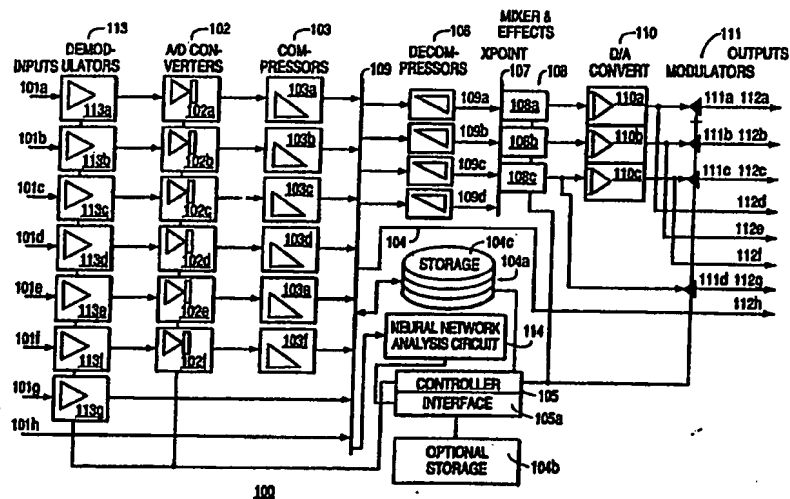 113
102
103
106
MIXER &
EFFECTS
110
111
DEMOD-
ULATORS
A/D CON-
VERTERS
COM-
PRESSORS
DECOM-
PRESSORS
XPOINT
D/A
CONVERT
OUTPUTS
MODULATORS
INPUTS
109
107
108
101a
113a
102a
103a
109a
108a
110a
111a 112a
101b
113b
102b
103b
109b
108b
110b
111b 112b
101c
113c
102c
103c
109c
108c
110c
111c 112c
109d
112d
101d
113d
102d
103d
104
104c
112e
STORAGE
104a
112f
101e
113e
102e
103e
111d 112g
112h
NEURAL NETWORK
ANALYSIS CIRCUIT
114
101f
113f
102f
103f
CONTROLLER
105
101g
113g
INTERFACE
105a
101h
OPTIONAL
STORAGE
104b
100